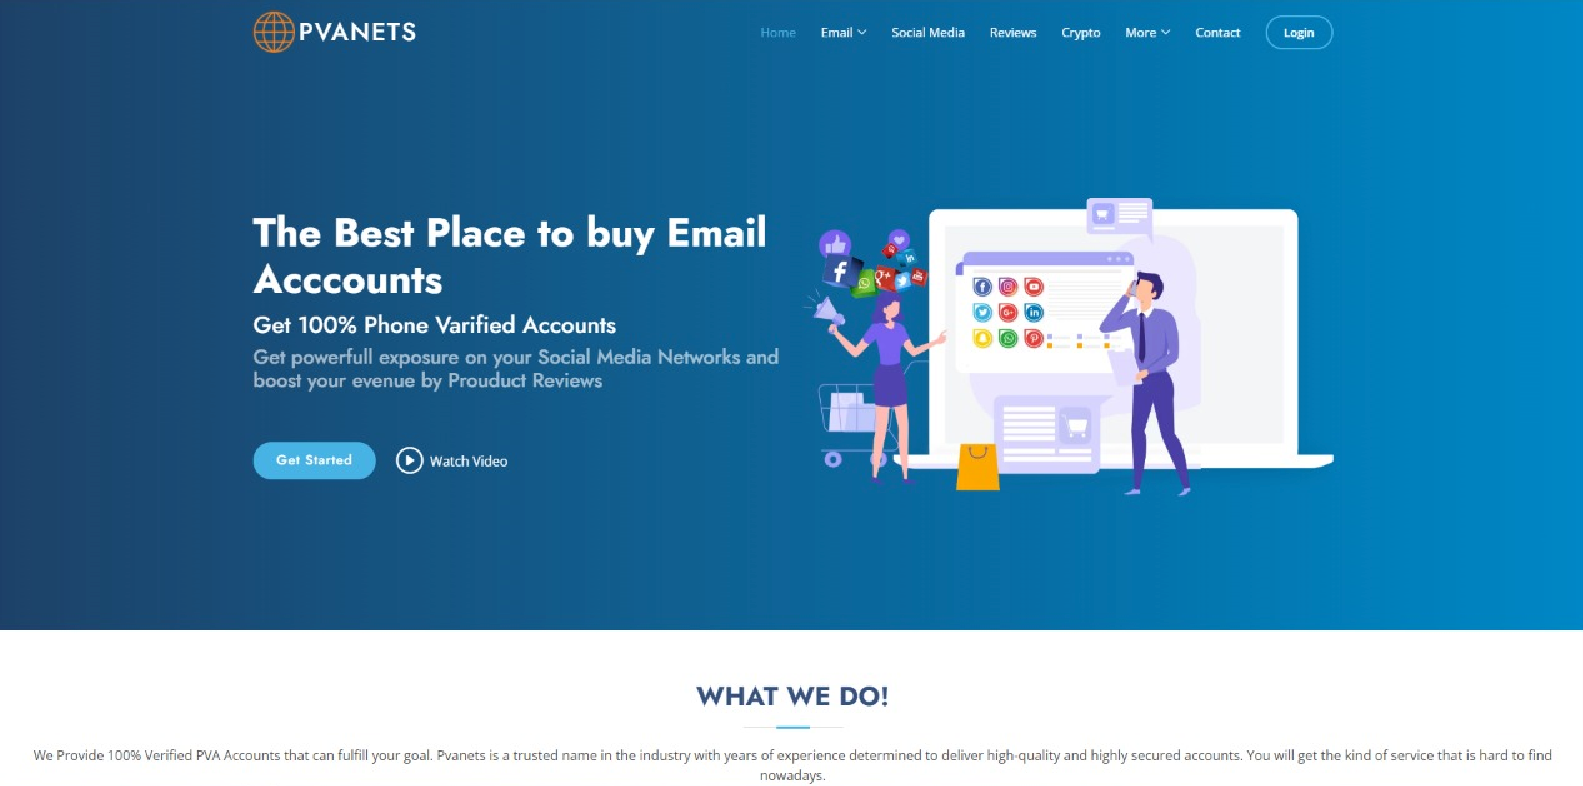 PVANETS
Home Email Social Media Reviews Crypto More Contact Login
The Best Place to buy Email
Acccounts
Get 100% Phone Varified Accounts
Get powerfull exposure on your Social Media Networks and
boost your evenue by Prouduct Reviews
Get Started Watch Video
WHAT WE DO!
We Provide 100% Verified PVA Accounts that can fulfill your goal. Pvanets is a trusted name in the industry with years of experience determined to deliver high-quality and highly secured accounts. You will get the kind of service that is hard to find
nowadays.